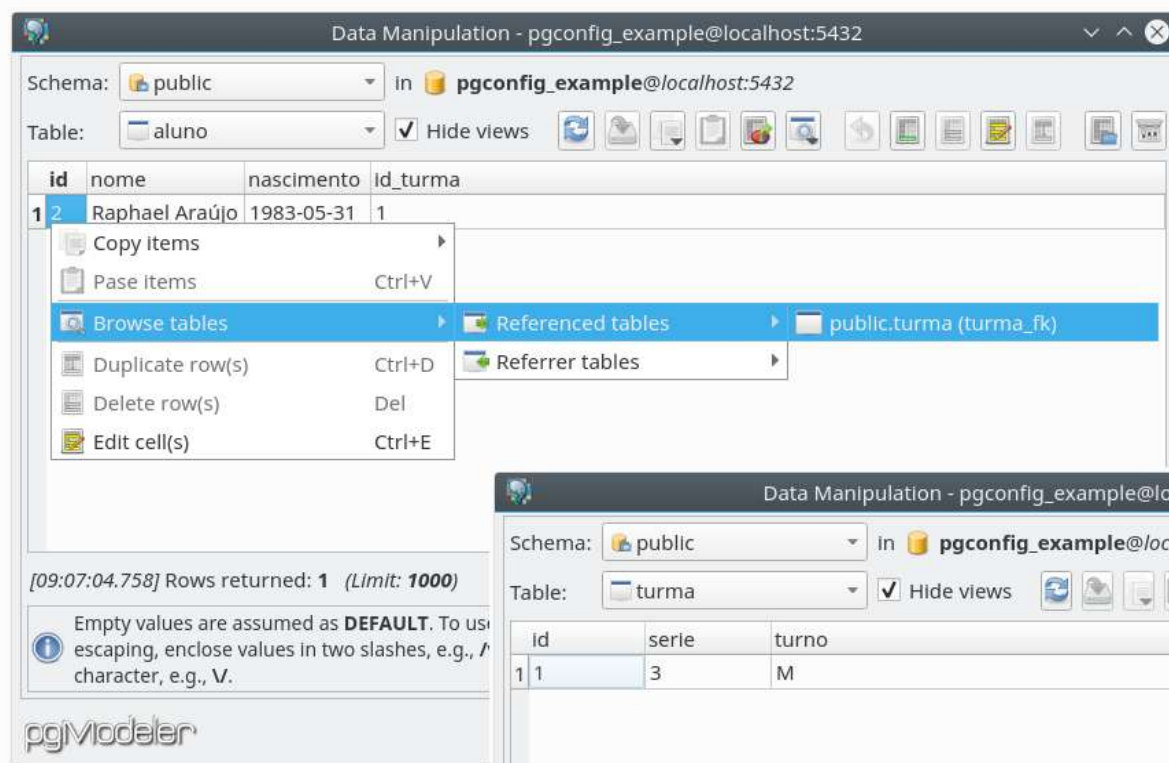 Data Manipulation - pgconfig_example@localhost:5432
Schema: public in pgconfig_example@localhost:5432
Table: aluno Hide views
id nome nascimento id_turma
1 2 Raphael Araújo 1983-05-31 1
Copy items
Pase items Ctrl+V
Browse tables Referenced tables public.turma (turma_fk)
Referrer tables
Duplicate row(s) Ctrl+D
Delete row(s) Del
Edit cell(s) Ctrl+E
[09:07:04.758] Rows returned: 1 (Limit: 1000)
Empty values are assumed as DEFAULT. To
escaping, enclose values in two slashes, e.g.,
character, e.g., \/.
pgModeler
Data Manipulation - pgconfig_example@lo
Schema: public in pgconfig_example@loc
Table: turma Hide views
id serie turno
1 1 3 M